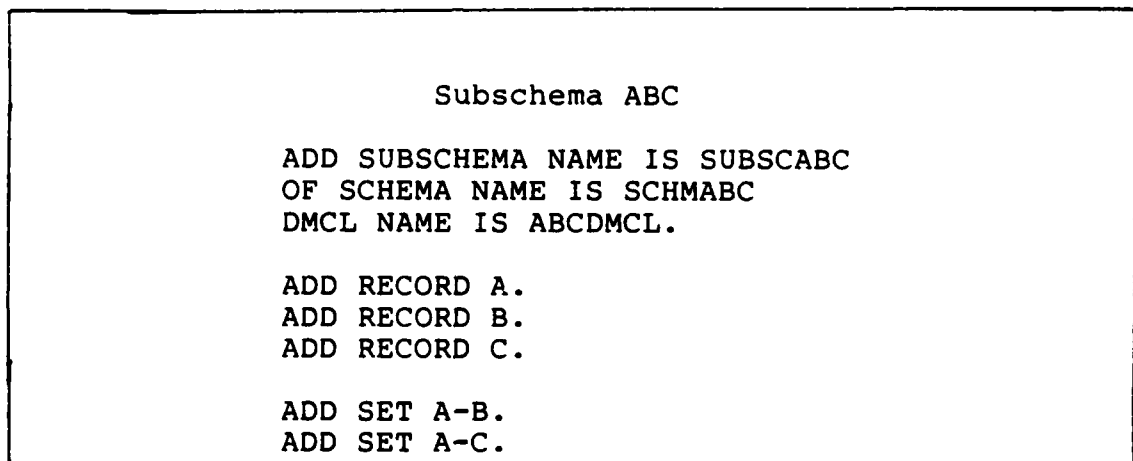 Subschema ABC
ADD SUBSCHEMA NAME IS SUBSCABC
OF SCHEMA NAME IS SCHMABC
DMCL NAME IS ABCDMCL.
ADD RECORD A.
ADD RECORD B.
ADD RECORD C.
ADD SET A-B.
ADD SET A-C.